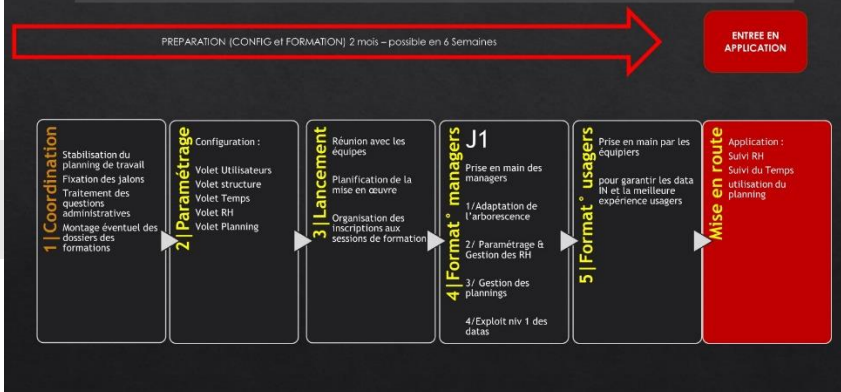 PREPARATION (CONFIG et FORMATION) 2 mois – possible en 6 Semaines
ENTREE EN
APPLICATION
1|Coordination
Stabilisation du
planning de travail
Fixation des jalons
Traitement des
questions
administratives
Montage éventuel des
dossiers des
formations
2|Paramétrage
Configuration :
Volet Utilisateurs
Volet structure
Volet Temps
Volet RH
Volet Planning
3|Lancement
Réunion avec les
équipes
Planification de la
mise en œuvre
Organisation des
inscriptions aux
sessions de formation
4|Format° managers
J1
Prise en main des
managers
1/Adaptation de
l'arborescence
2/ Paramétrage &
Gestion des RH
3/ Gestion des
plannings
4/Exploit niv 1 des
datas
5|Format° usagers
Prise en main par les
équipiers
pour garantir les data
IN et la meilleure
expérience usagers
Mise en route
Application :
Suivi RH
Suivi du Temps
utilisation du
planning